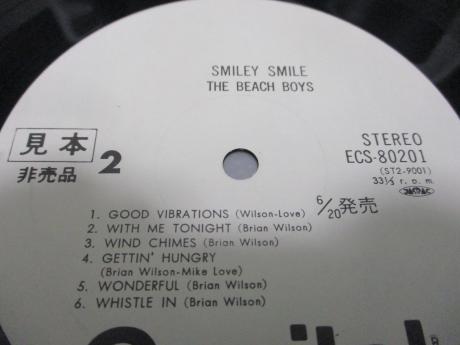 SMILEY SMILE
THE BEACH BOYS
見本
非売品
2
STEREO
ECS-80201
(ST2-9001)
33⅓ r. p. m
JASRAC
6/20発売
1. GOOD VIBRATIONS (Wilson-Love)
2. WITH ME TONIGHT (Brian Wilson)
3. WIND CHIMES (Brian Wilson)
4. GETTIN' HUNGRY
(Brian Wilson-Mike Love)
5. WONDERFUL (Brian Wilson)
6. WHISTLE IN (Brian Wilson)